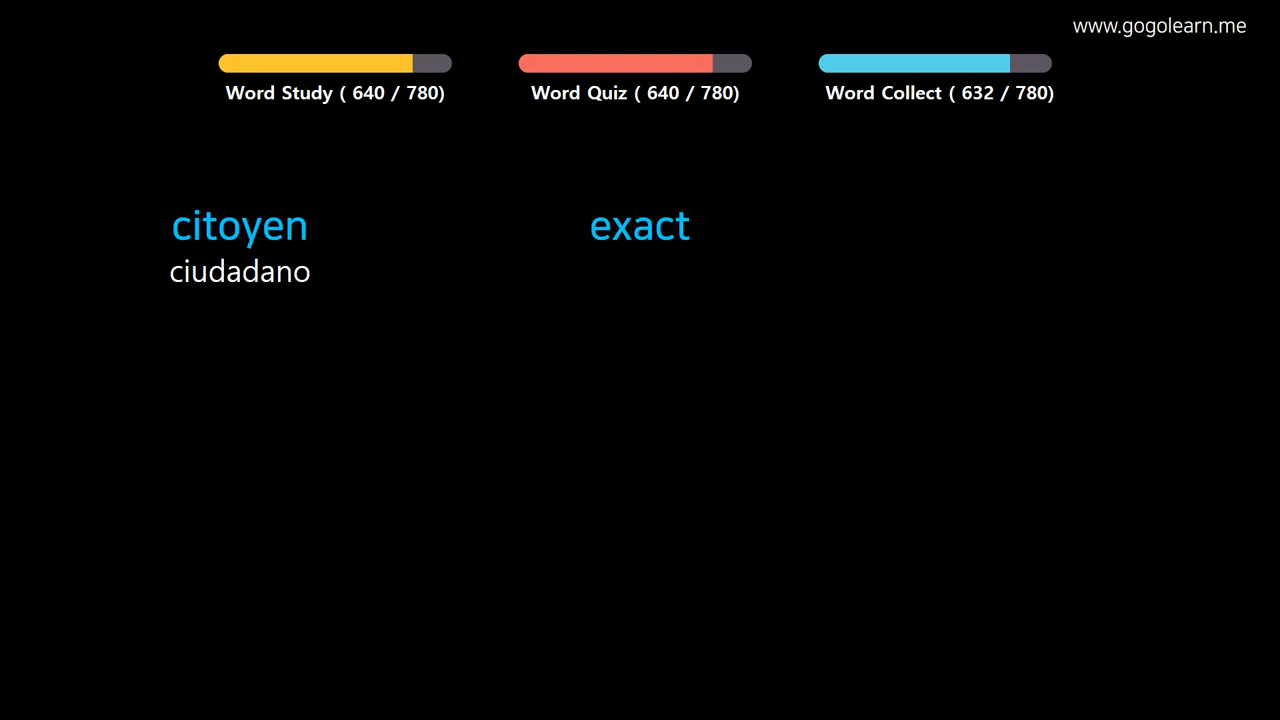 www.gogolearn.me
Word Study ( 640 / 780)
Word Quiz ( 640 / 780)
Word Collect ( 632 / 780)
citoyen
ciudadano
exact